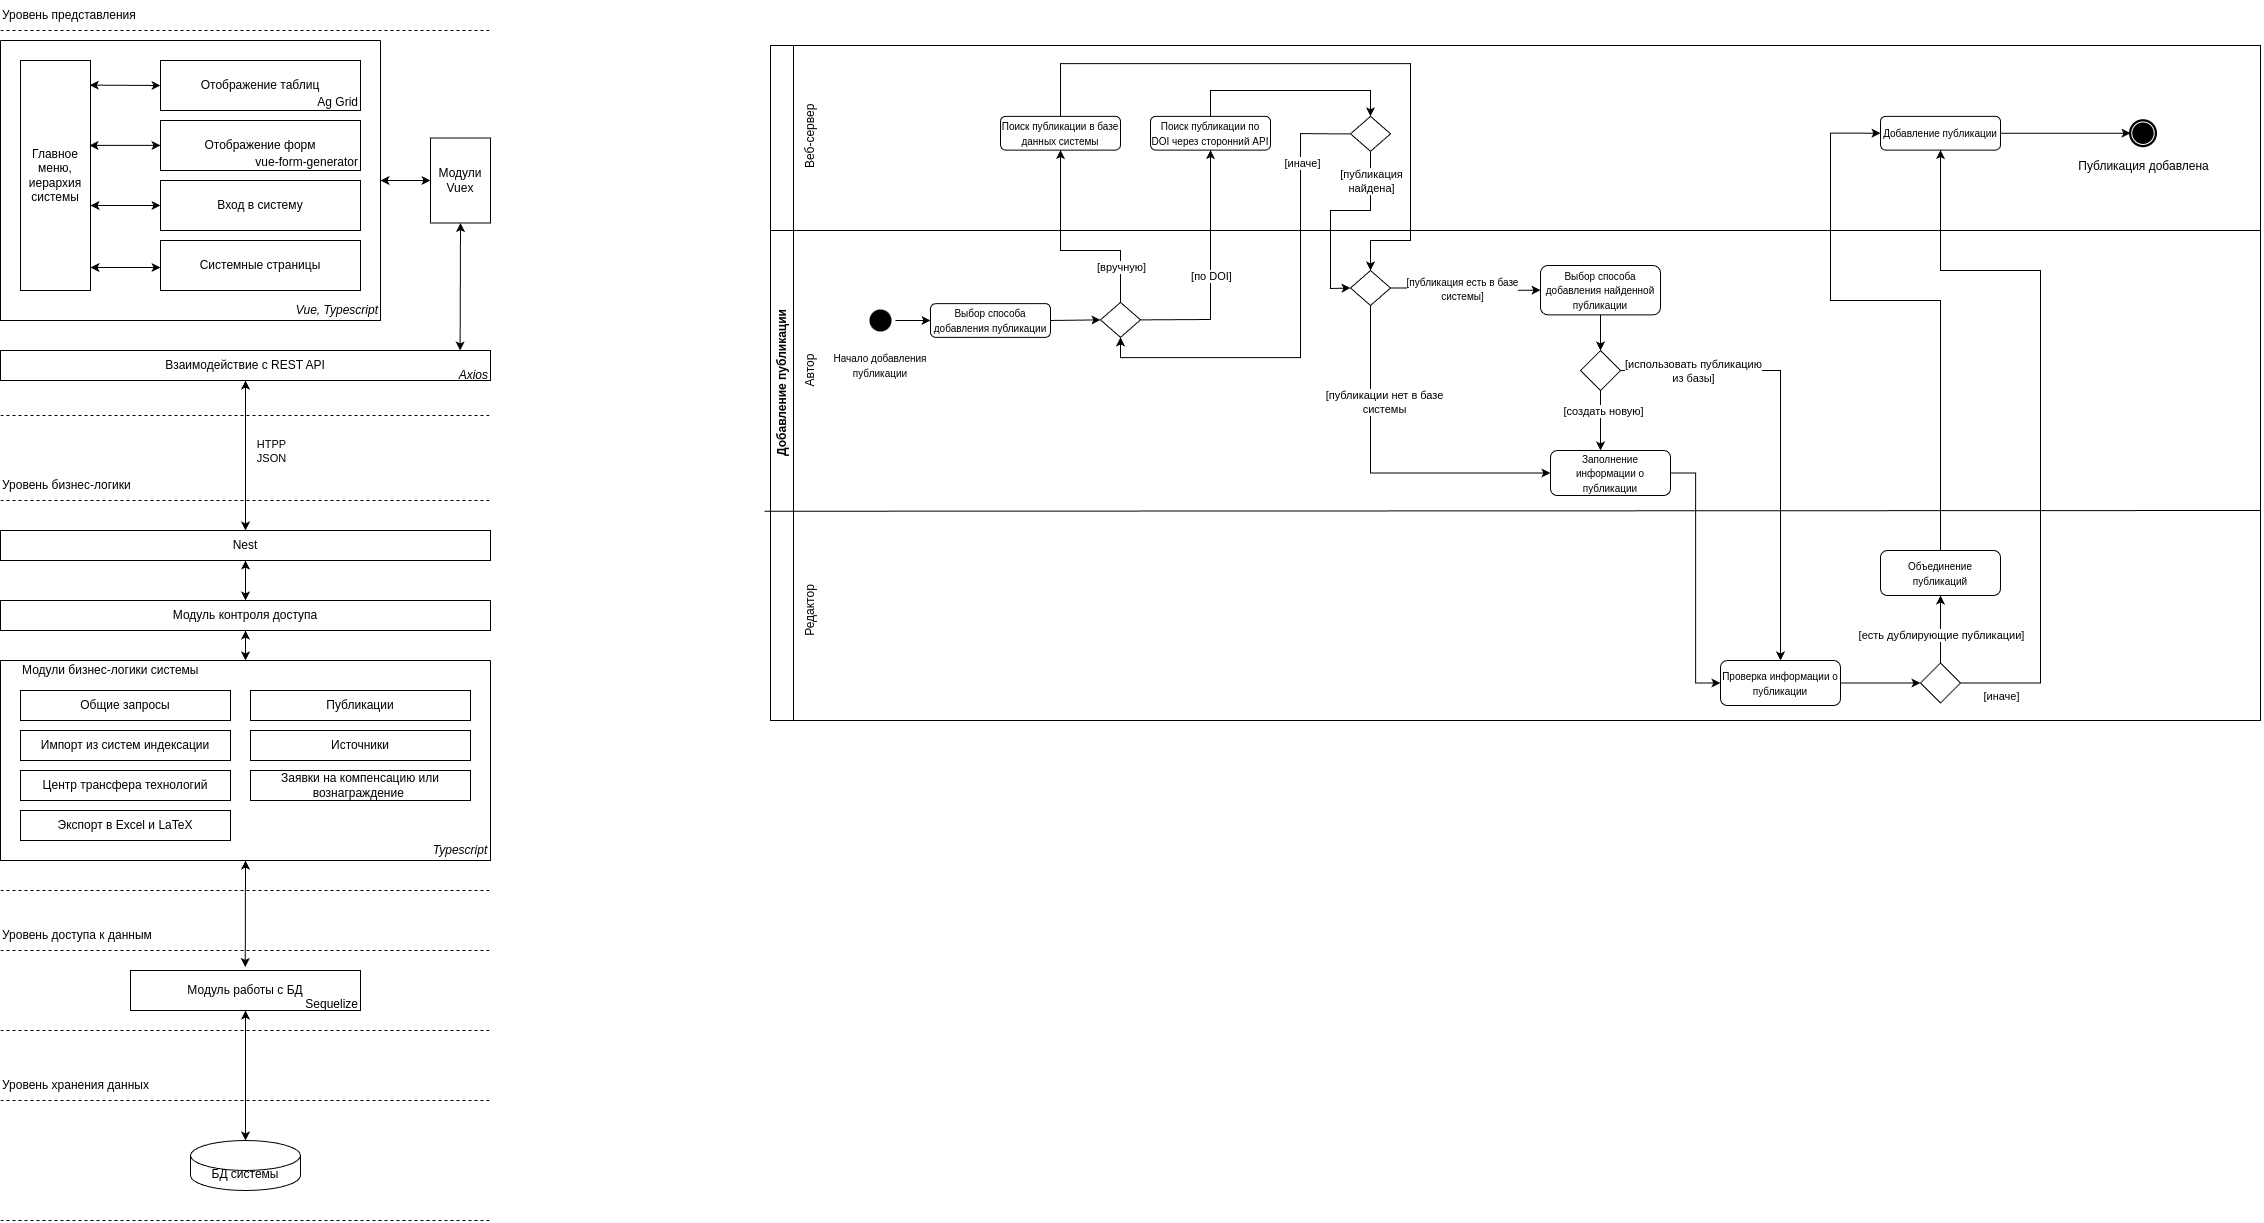 Уровень представления
Главное
меню,
иерархия
системы
Отображение таблиц
Ag Grid
Отображение форм
vue-form-generator
Вход в систему
Системные страницы
Vue, Typescript
Модули
Vuex
Взаимодействие с REST API
Axios
HTPP
JSON
Уровень бизнес-логики
Nest
Модуль контроля доступа
Модули бизнес-логики системы
Общие запросы
Публикации
Импорт из систем индексации
Источники
Центр трансфера технологий
Заявки на компенсацию или
вознаграждение
Экспорт в Excel и LaTeX
Typescript
Уровень доступа к данным
Модуль работы с БД
Sequelize
Уровень хранения данных
БД системы
Добавление публикации
Веб-сервер
Поиск публикации в базе
данных системы
Поиск публикации по
DOI через сторонний API
[иначе]
[публикация
найдена]
Добавление публикации
Публикация добавлена
Автор
Начало добавления
публикации
Выбор способа
добавления публикации
[вручную]
[по DOI]
[публикация есть в базе
системы]
Выбор способа
добавления найденной
публикации
[использовать публикацию
из базы]
[создать новую]
[публикации нет в базе
системы
Заполнение
информации о
публикации
Редактор
Объединение
публикаций
[есть дублирующие публикации]
Проверка информации о
публикации
[иначе]